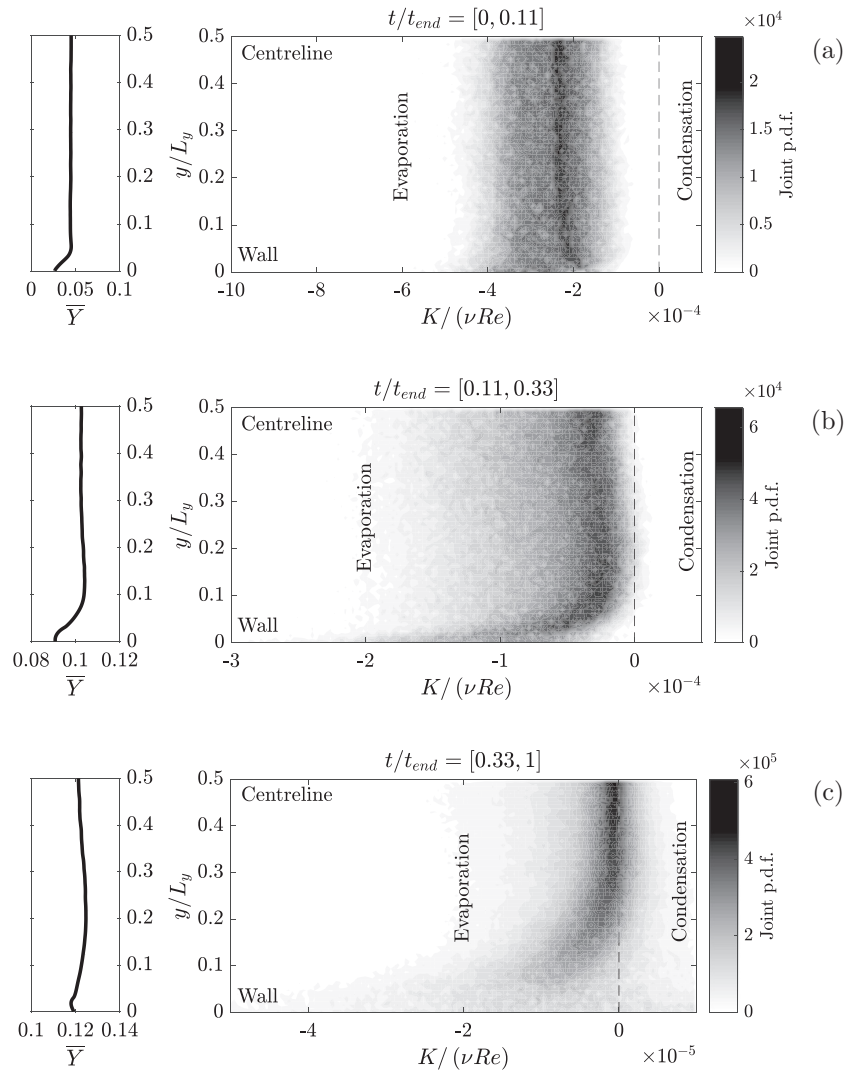 t/t_end = [0, 0.11]
×10⁴
(a)
0.5
0.4
0.3
0.2
0.1
0
y/L_y
0 0.05 0.1
Y̅
0.5
0.4
0.3
0.2
0.1
0
Centreline
Evaporation
Condensation
Wall
-10 -8 -6 -4 -2 0
K/(νRe)
×10⁻⁴
2
1.5
1
0.5
0
Joint p.d.f.
t/t_end = [0.11, 0.33]
×10⁴
(b)
0.5
0.4
0.3
0.2
0.1
0
y/L_y
0.08 0.1 0.12
Y̅
0.5
0.4
0.3
0.2
0.1
0
Centreline
Evaporation
Condensation
Wall
-3 -2 -1 0
K/(νRe)
×10⁻⁴
6
4
2
0
Joint p.d.f.
t/t_end = [0.33, 1]
×10⁵
(c)
0.5
0.4
0.3
0.2
0.1
0
y/L_y
0.1 0.12 0.14
Y̅
0.5
0.4
0.3
0.2
0.1
0
Centreline
Evaporation
Condensation
Wall
-4 -2 0
K/(νRe)
×10⁻⁵
6
4
2
0
Joint p.d.f.